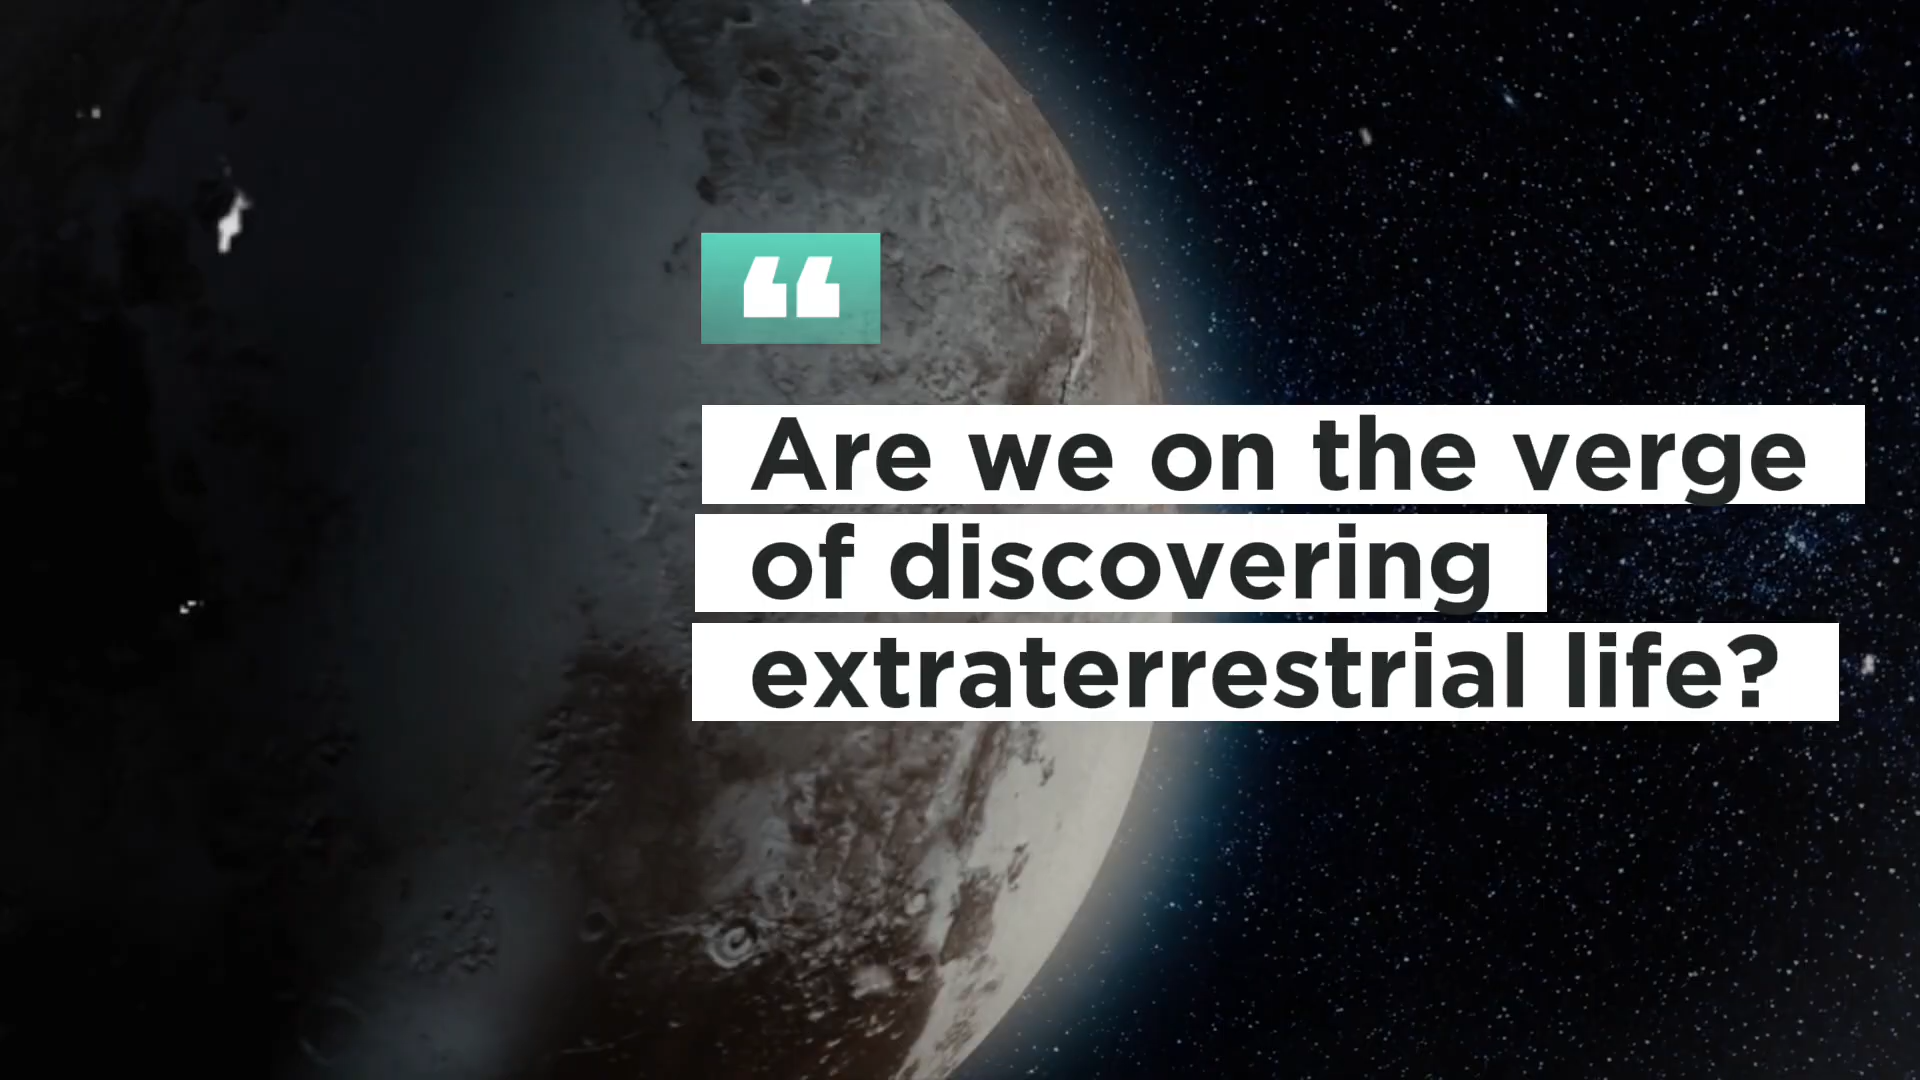 “
Are we on the verge
of discovering
extraterrestrial life?